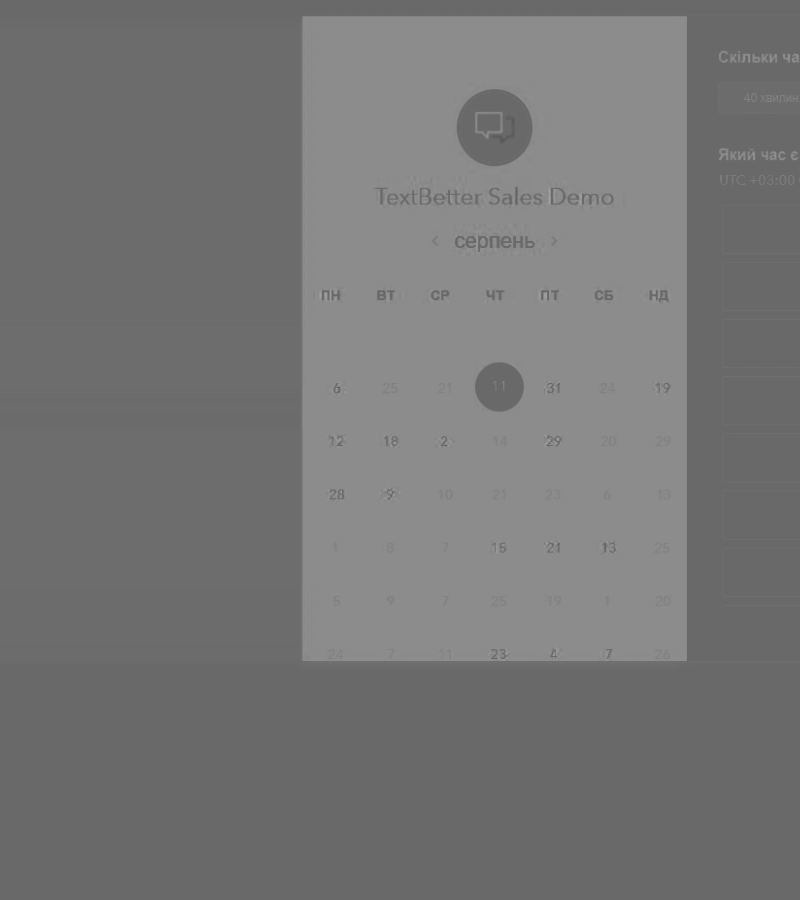 TextBetter Sales Demo
‹ серпень ›
ПН ВТ СР ЧТ ПТ СБ НД
6 25 21 11 31 24 19
12 18 2 14 29 20 29
28 9 10 21 23 6 13
1 8 7 15 21 13 25
5 9 7 25 19 1 20
24 7 11 23 4 7 26
Скільки ча
40 хвилин
Який час є
UTC +03:00